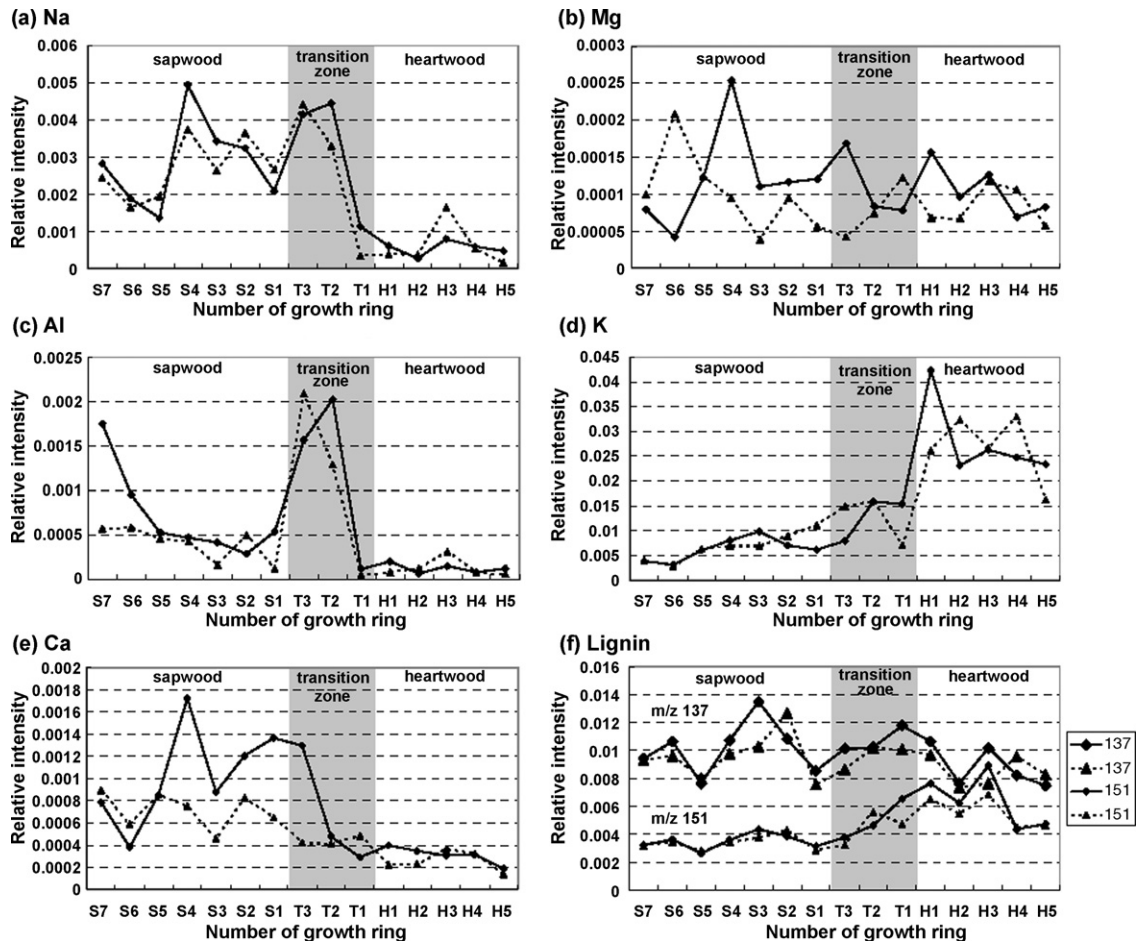 (a) Na
Relative intensity
0.006
0.005
0.004
0.003
0.002
0.001
0
sapwood
transition
zone
heartwood
S7 S6 S5 S4 S3 S2 S1 T3 T2 T1 H1 H2 H3 H4 H5
Number of growth ring
(b) Mg
Relative intensity
0.0003
0.00025
0.0002
0.00015
0.0001
0.00005
0
sapwood
transition
zone
heartwood
S7 S6 S5 S4 S3 S2 S1 T3 T2 T1 H1 H2 H3 H4 H5
Number of growth ring
(c) Al
Relative intensity
0.0025
0.002
0.0015
0.001
0.0005
0
sapwood
transition
zone
heartwood
S7 S6 S5 S4 S3 S2 S1 T3 T2 T1 H1 H2 H3 H4 H5
Number of growth ring
(d) K
Relative intensity
0.045
0.04
0.035
0.03
0.025
0.02
0.015
0.01
0.005
0
sapwood
transition
zone
heartwood
S7 S6 S5 S4 S3 S2 S1 T3 T2 T1 H1 H2 H3 H4 H5
Number of growth ring
(e) Ca
Relative intensity
0.002
0.0018
0.0016
0.0014
0.0012
0.001
0.0008
0.0006
0.0004
0.0002
0
sapwood
transition
zone
heartwood
S7 S6 S5 S4 S3 S2 S1 T3 T2 T1 H1 H2 H3 H4 H5
Number of growth ring
(f) Lignin
Relative intensity
0.016
0.014
0.012
0.01
0.008
0.006
0.004
0.002
0
sapwood
transition
zone
heartwood
m/z 137
m/z 151
S7 S6 S5 S4 S3 S2 S1 T3 T2 T1 H1 H2 H3 H4 H5
Number of growth ring
137
137
151
151